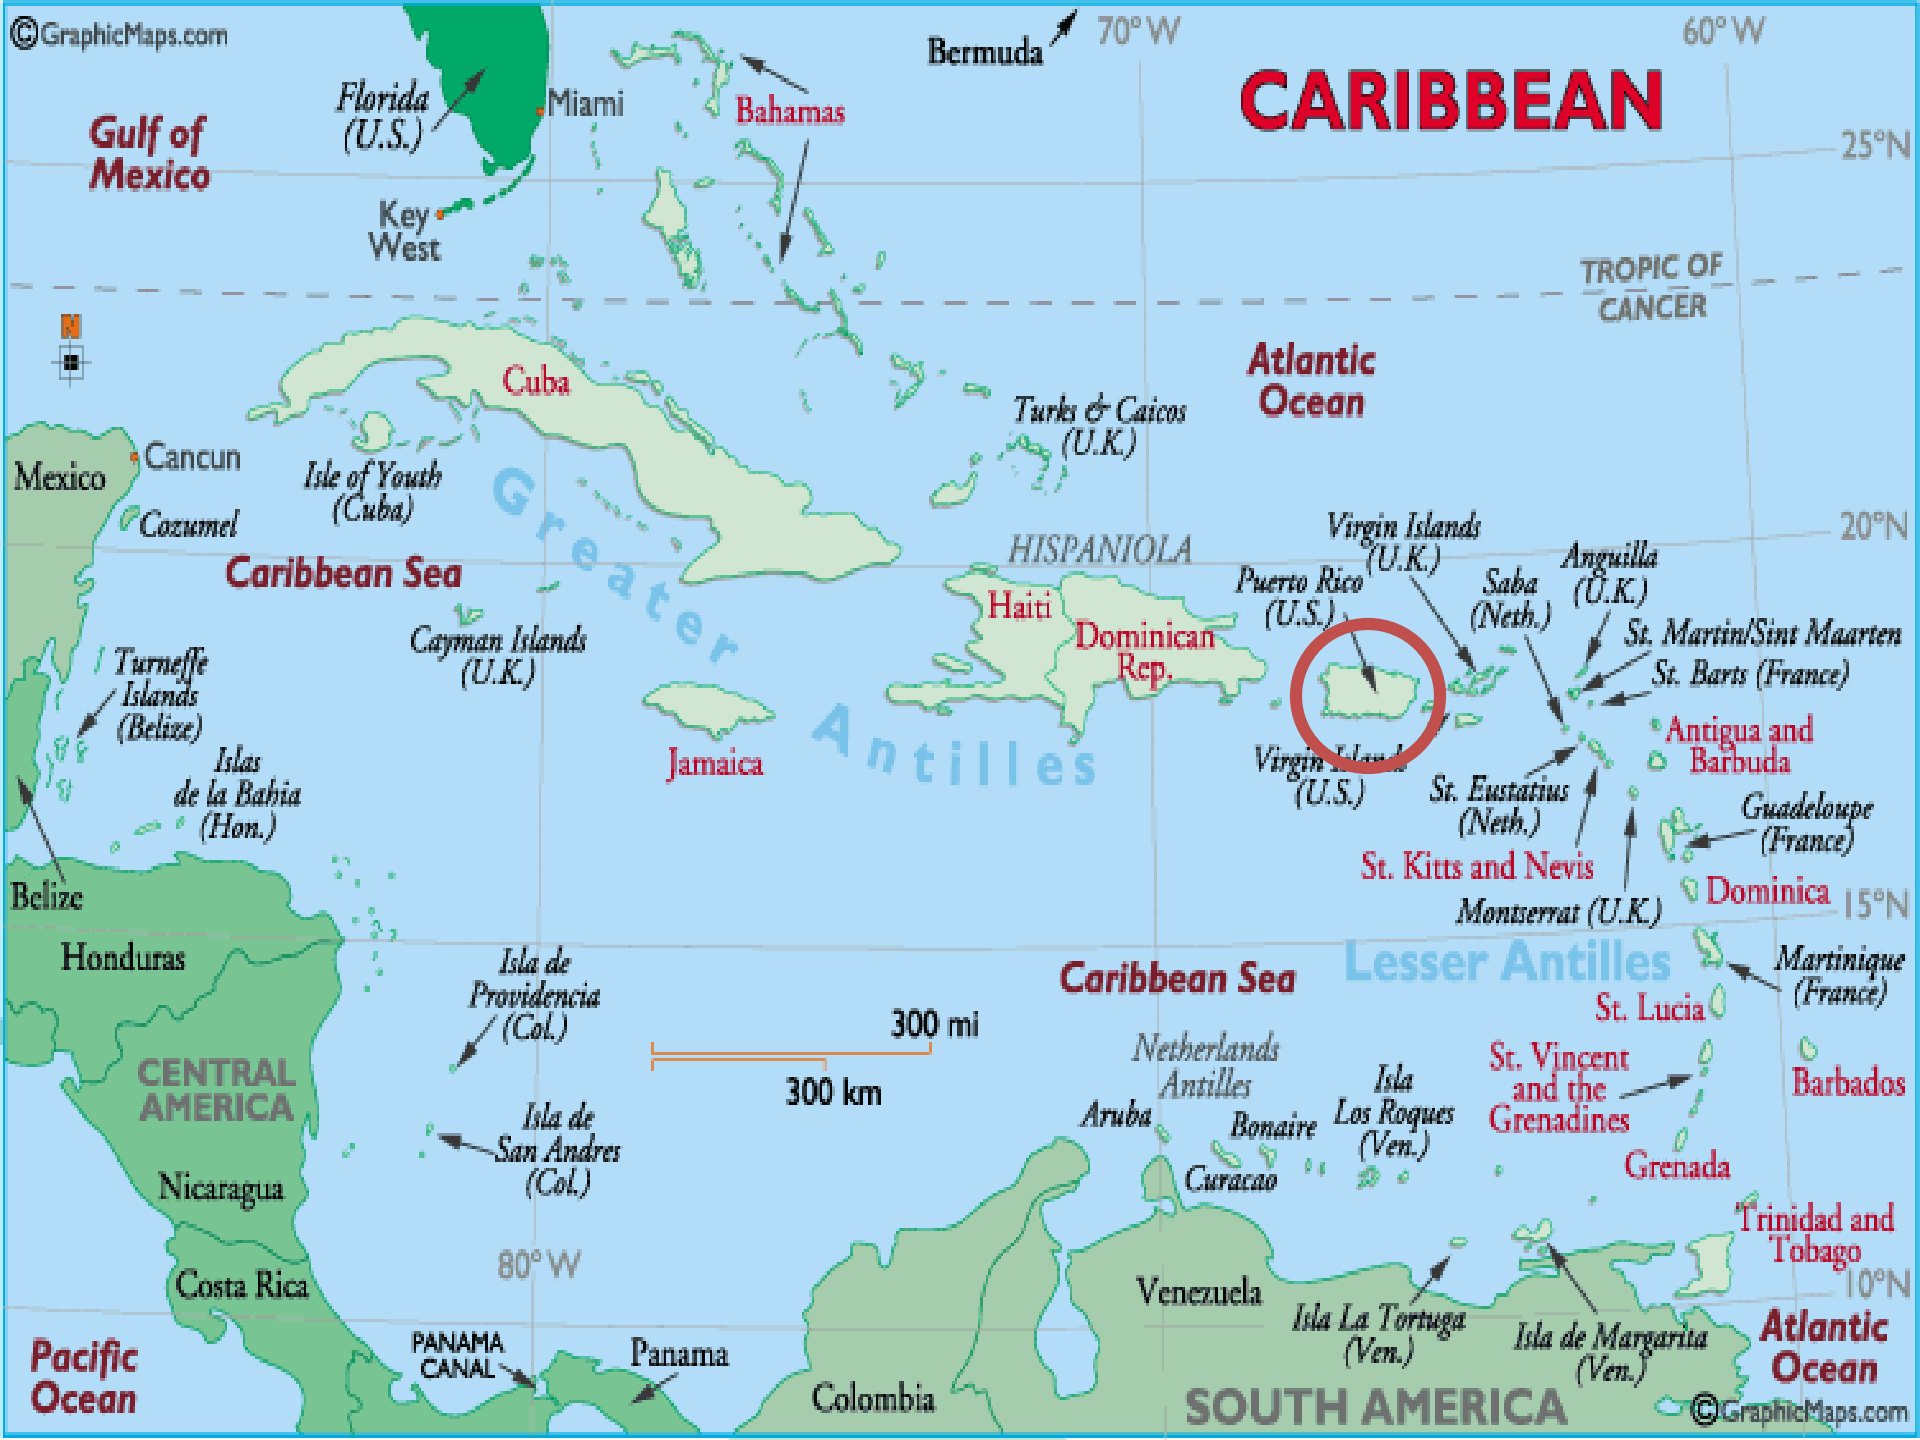 ©GraphicMaps.com
Bermuda
70° W
60° W
CARIBBEAN
Florida
(U.S.)
Miami
Bahamas
Gulf of
Mexico
25°N
Key
West
TROPIC OF
CANCER
N
Atlantic
Ocean
Cuba
Turks & Caicos
(U.K.)
Mexico
Cancun
Isle of Youth
(Cuba)
Cozumel
Greater
Antilles
20°N
HISPANIOLA
Virgin Islands
(U.K.)
Anguilla
(U.K.)
Caribbean Sea
Puerto Rico
(U.S.)
Saba
(Neth.)
Haiti
Dominican
Rep.
St. Martin/Sint Maarten
St. Barts (France)
Cayman Islands
(U.K.)
Turneffe
Islands
(Belize)
Jamaica
Antigua and
Barbuda
Virgin Islands
(U.S.)
St. Eustatius
(Neth.)
Islas
de la Bahia
(Hon.)
Guadeloupe
(France)
St. Kitts and Nevis
Belize
Dominica
15°N
Montserrat (U.K.)
Honduras
Isla de
Providencia
(Col.)
Caribbean Sea
Lesser Antilles
Martinique
(France)
St. Lucia
300 mi
300 km
Netherlands
Antilles
CENTRAL
AMERICA
St. Vincent
and the
Grenadines
Barbados
Isla
Los Roques
(Ven.)
Aruba
Bonaire
Curacao
Isla de
San Andres
(Col.)
Grenada
Nicaragua
Trinidad and
Tobago
80° W
Costa Rica
10°N
Venezuela
Isla La Tortuga
(Ven.)
Isla de Margarita
(Ven.)
Atlantic
Ocean
Pacific
Ocean
PANAMA
CANAL
Panama
Colombia
SOUTH AMERICA
©GraphicMaps.com